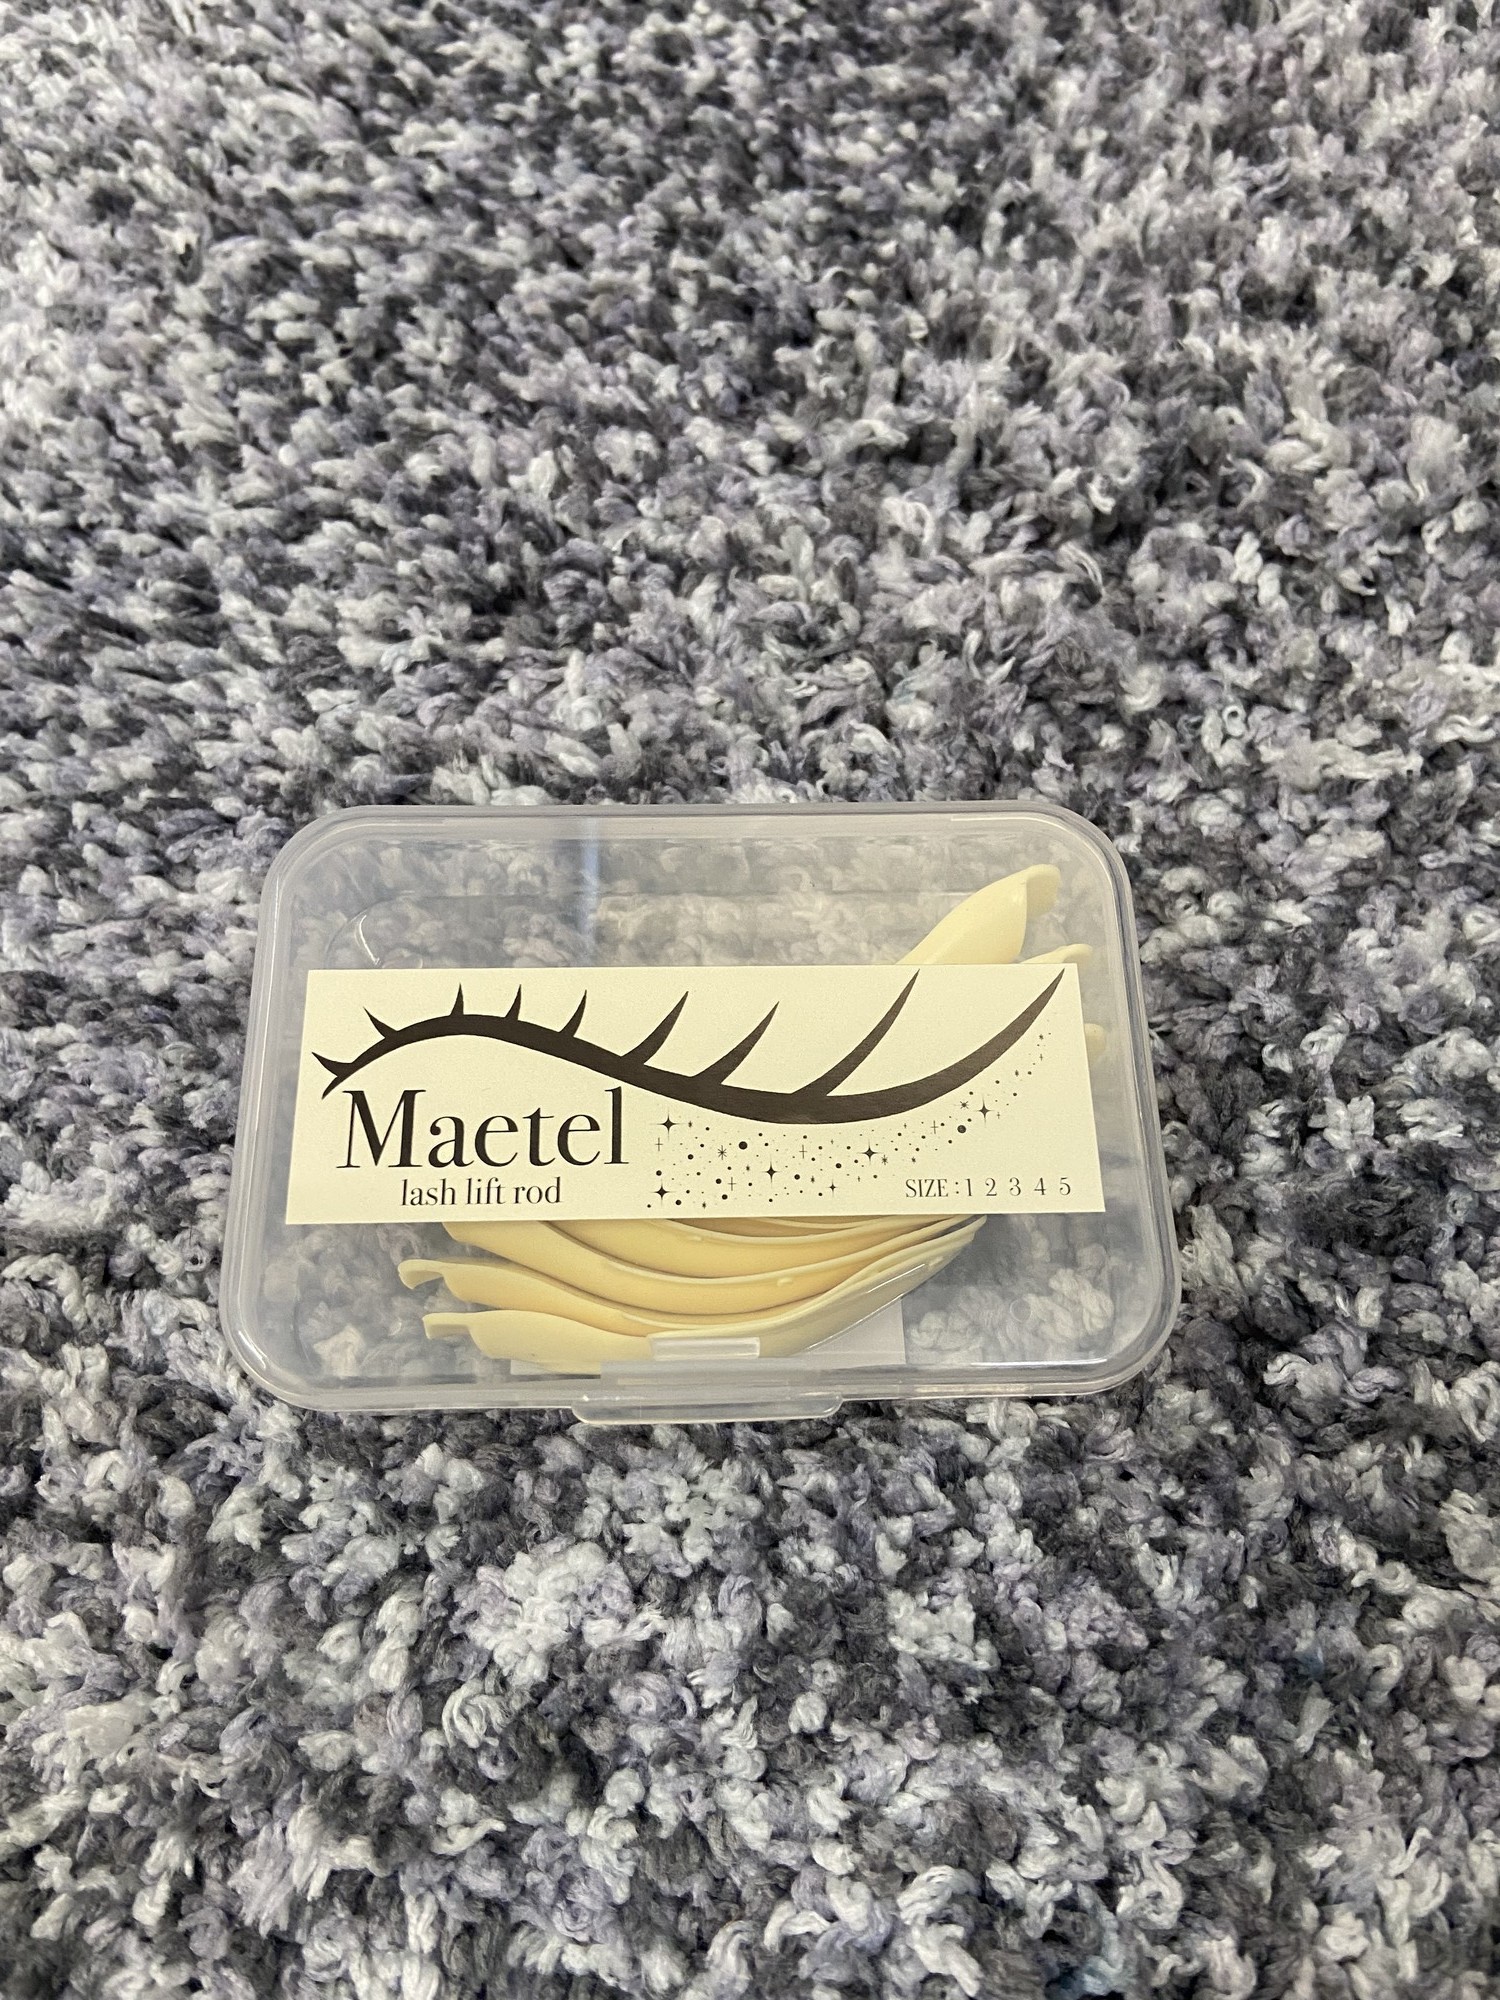 Maetel
lash lift rod
SIZE : 1 2 3 4 5